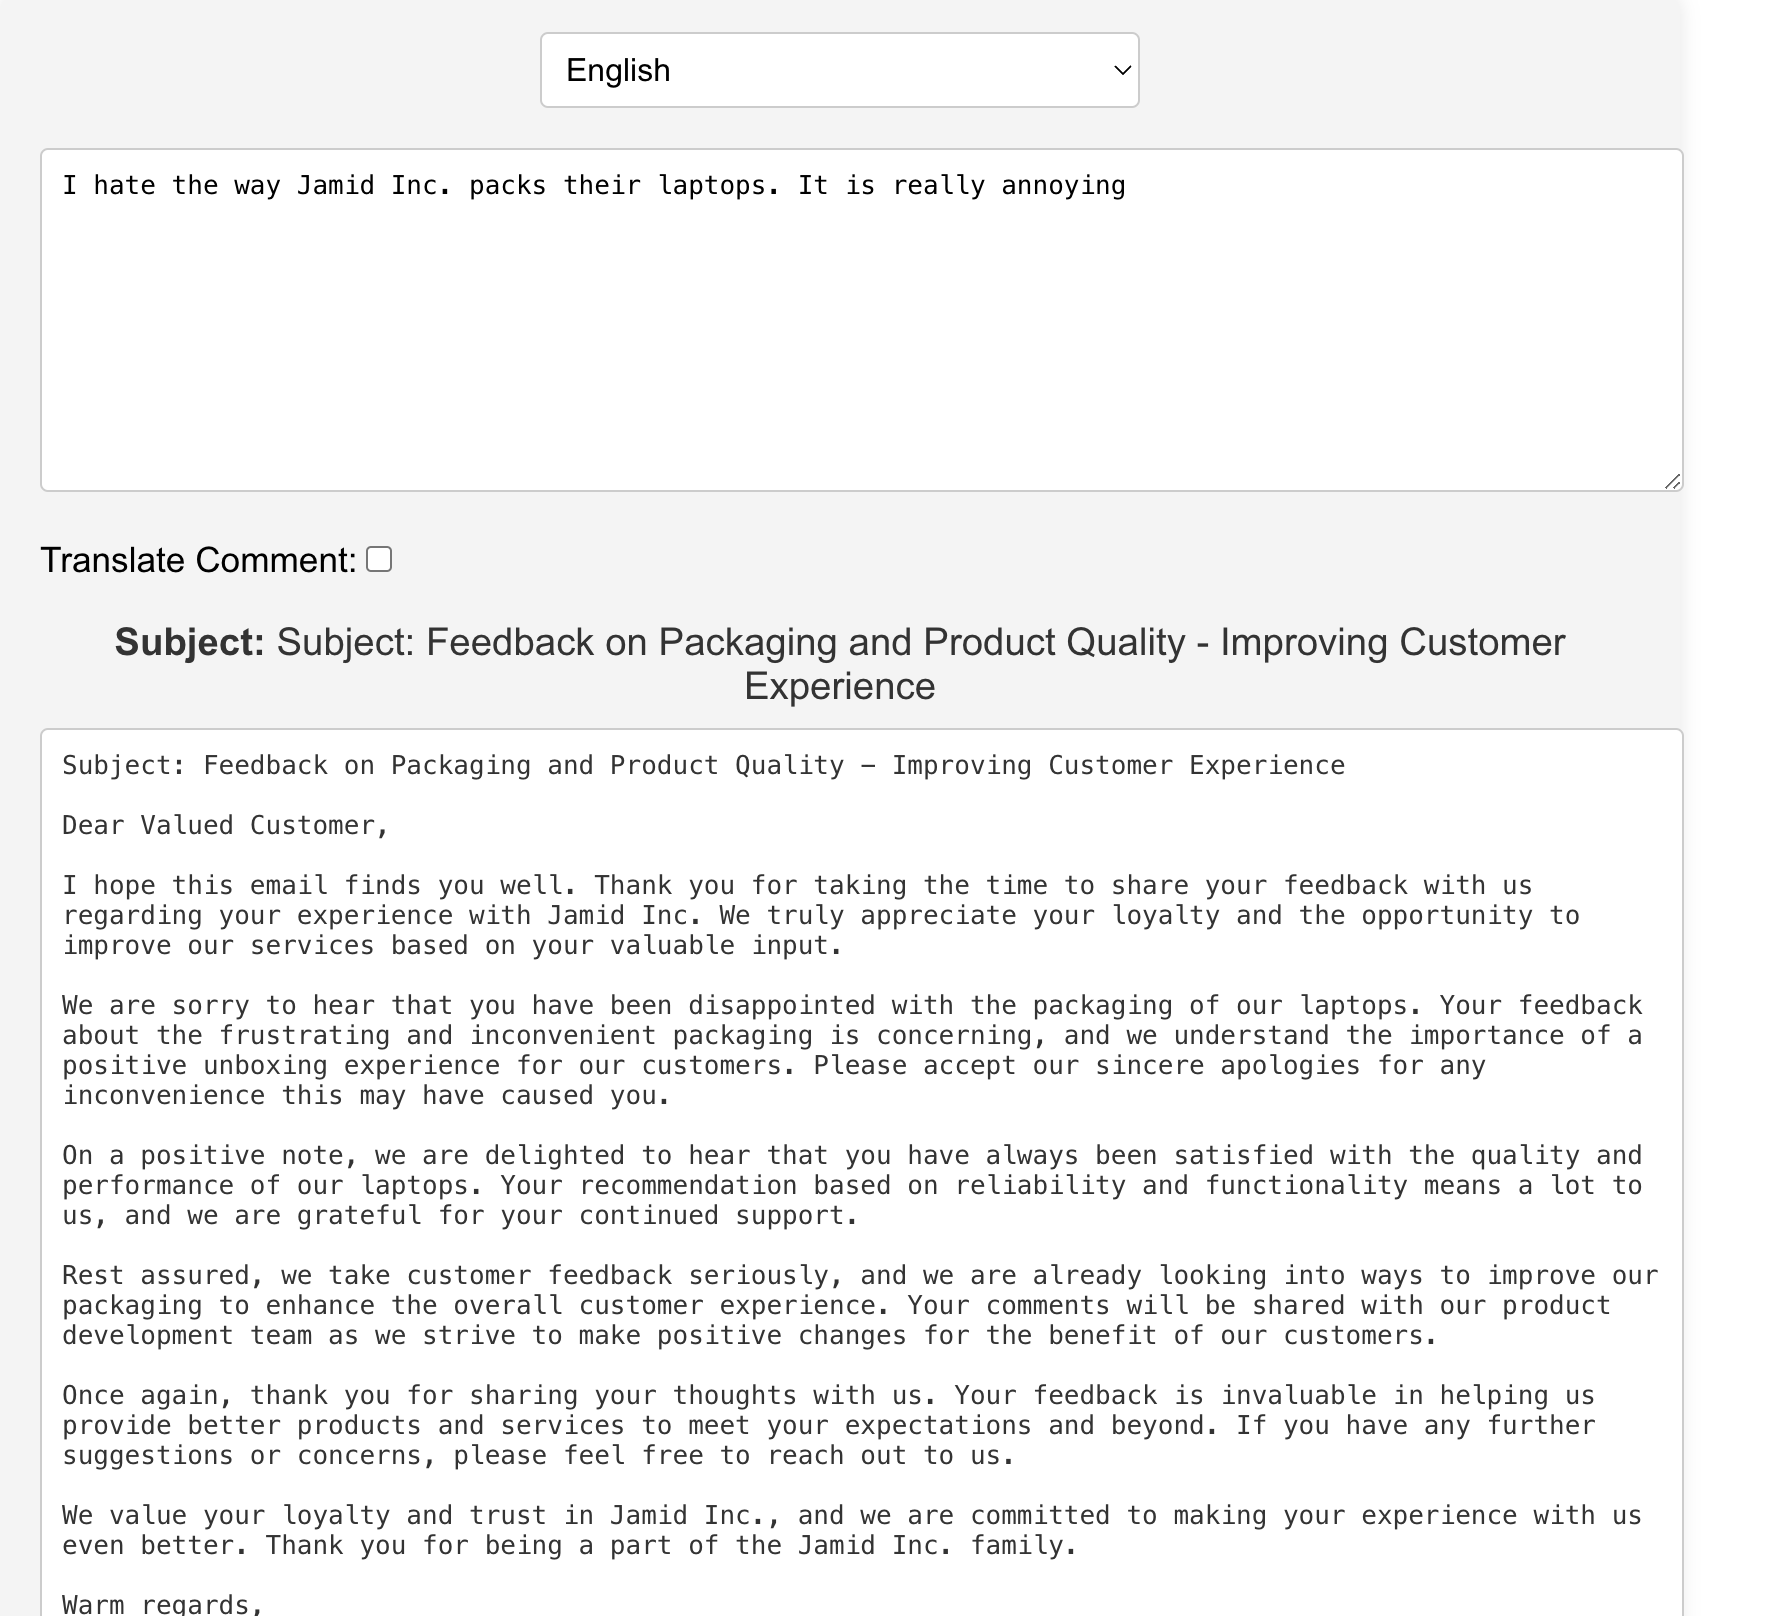 English
I hate the way Jamid Inc. packs their laptops. It is really annoying
Translate Comment:
Subject: Subject: Feedback on Packaging and Product Quality - Improving Customer
Experience
Subject: Feedback on Packaging and Product Quality – Improving Customer Experience
Dear Valued Customer,
I hope this email finds you well. Thank you for taking the time to share your feedback with us
regarding your experience with Jamid Inc. We truly appreciate your loyalty and the opportunity to
improve our services based on your valuable input.
We are sorry to hear that you have been disappointed with the packaging of our laptops. Your feedback
about the frustrating and inconvenient packaging is concerning, and we understand the importance of a
positive unboxing experience for our customers. Please accept our sincere apologies for any
inconvenience this may have caused you.
On a positive note, we are delighted to hear that you have always been satisfied with the quality and
performance of our laptops. Your recommendation based on reliability and functionality means a lot to
us, and we are grateful for your continued support.
Rest assured, we take customer feedback seriously, and we are already looking into ways to improve our
packaging to enhance the overall customer experience. Your comments will be shared with our product
development team as we strive to make positive changes for the benefit of our customers.
Once again, thank you for sharing your thoughts with us. Your feedback is invaluable in helping us
provide better products and services to meet your expectations and beyond. If you have any further
suggestions or concerns, please feel free to reach out to us.
We value your loyalty and trust in Jamid Inc., and we are committed to making your experience with us
even better. Thank you for being a part of the Jamid Inc. family.
Warm regards,